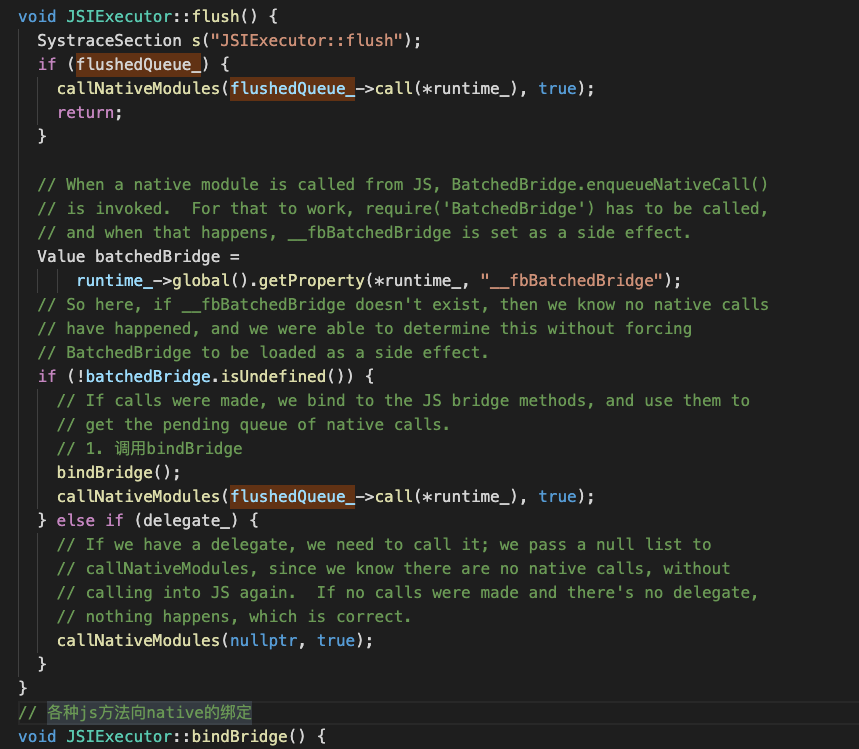 void JSIExecutor::flush() {
  SystraceSection s("JSIExecutor::flush");
  if (flushedQueue_) {
    callNativeModules(flushedQueue_->call(*runtime_), true);
    return;
  }

  // When a native module is called from JS, BatchedBridge.enqueueNativeCall()
  // is invoked.  For that to work, require('BatchedBridge') has to be called,
  // and when that happens, __fbBatchedBridge is set as a side effect.
  Value batchedBridge =
      runtime_->global().getProperty(*runtime_, "__fbBatchedBridge");
  // So here, if __fbBatchedBridge doesn't exist, then we know no native calls
  // have happened, and we were able to determine this without forcing
  // BatchedBridge to be loaded as a side effect.
  if (!batchedBridge.isUndefined()) {
    // If calls were made, we bind to the JS bridge methods, and use them to
    // get the pending queue of native calls.
    // 1. 调用bindBridge
    bindBridge();
    callNativeModules(flushedQueue_->call(*runtime_), true);
  } else if (delegate_) {
    // If we have a delegate, we need to call it; we pass a null list to
    // callNativeModules, since we know there are no native calls, without
    // calling into JS again.  If no calls were made and there's no delegate,
    // nothing happens, which is correct.
    callNativeModules(nullptr, true);
  }
}
// 各种js方法向native的绑定
void JSIExecutor::bindBridge() {